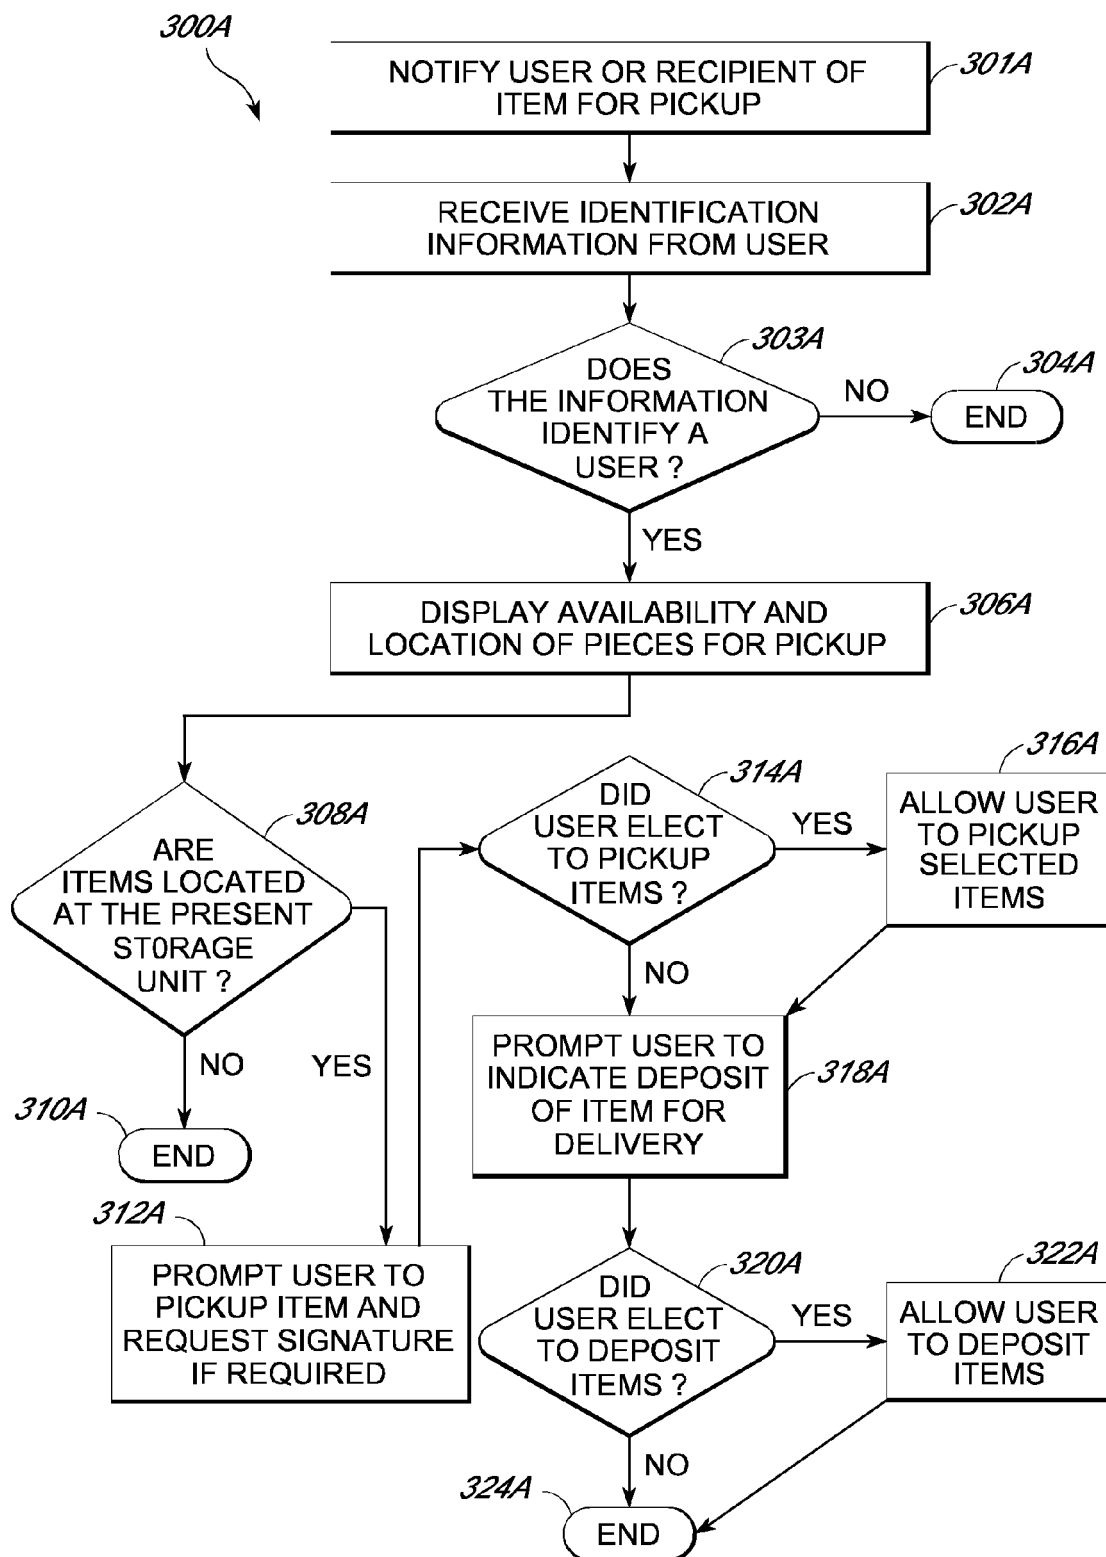 300A
NOTIFY USER OR RECIPIENT OF
ITEM FOR PICKUP
301A
RECEIVE IDENTIFICATION
INFORMATION FROM USER
302A
DOES
THE INFORMATION
IDENTIFY A
USER ?
303A
NO
304A
END
YES
DISPLAY AVAILABILITY AND
LOCATION OF PIECES FOR PICKUP
306A
ARE
ITEMS LOCATED
AT THE PRESENT
ST0RAGE
UNIT ?
308A
NO
YES
310A
END
312A
PROMPT USER TO
PICKUP ITEM AND
REQUEST SIGNATURE
IF REQUIRED
DID
USER ELECT
TO PICKUP
ITEMS ?
314A
YES
NO
316A
ALLOW USER
TO PICKUP
SELECTED
ITEMS
PROMPT USER TO
INDICATE DEPOSIT
OF ITEM FOR
DELIVERY
318A
DID
USER ELECT
TO DEPOSIT
ITEMS ?
320A
YES
NO
322A
ALLOW USER
TO DEPOSIT
ITEMS
324A
END